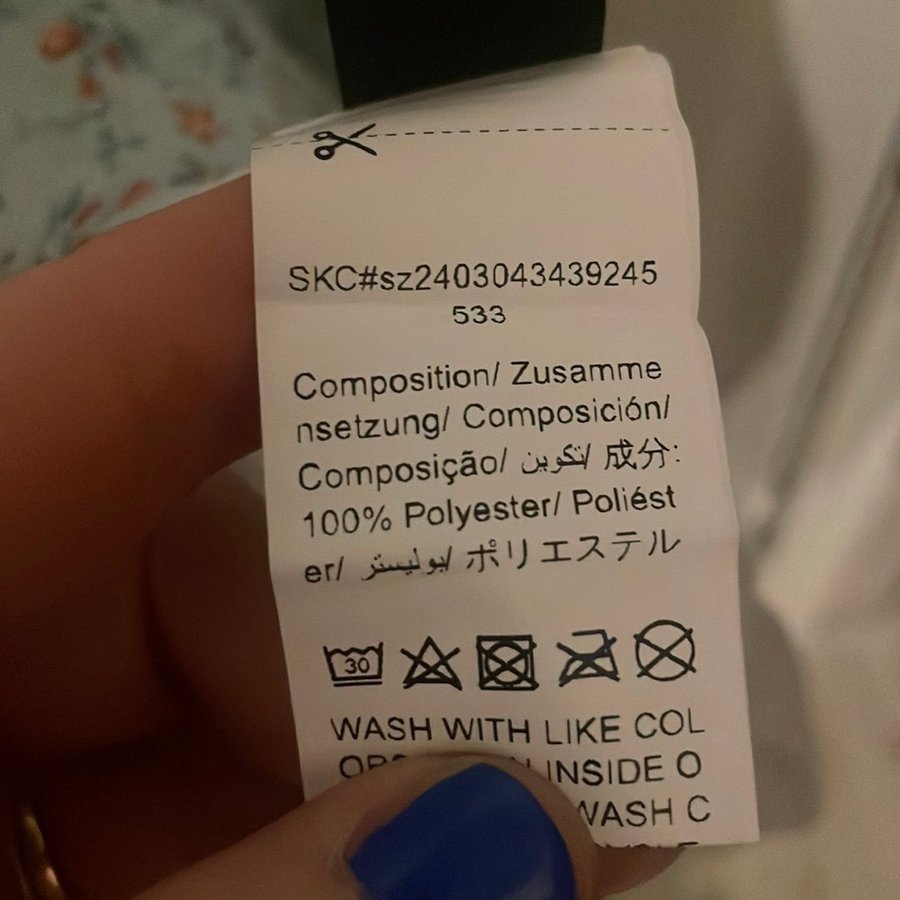 SKC#sz2403043439245
533
Composition/ Zusamme
nsetzung/ Composición/
Composição/ تكوين/ 成分:
100% Polyester/ Poliést
er/ بوليستر/ ポリエステル
30
WASH WITH LIKE COL
INSIDE O
WASH C